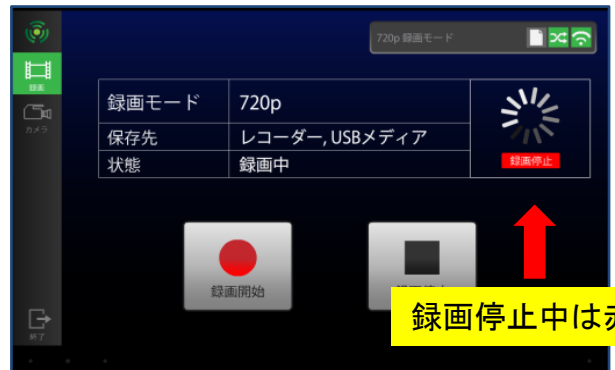 720p 録画モード
録画
カメラ
録画モード 720p
保存先 レコーダー, USBメディア
状態 録画中
録画停止
録画開始
録画停止中は赤
終了